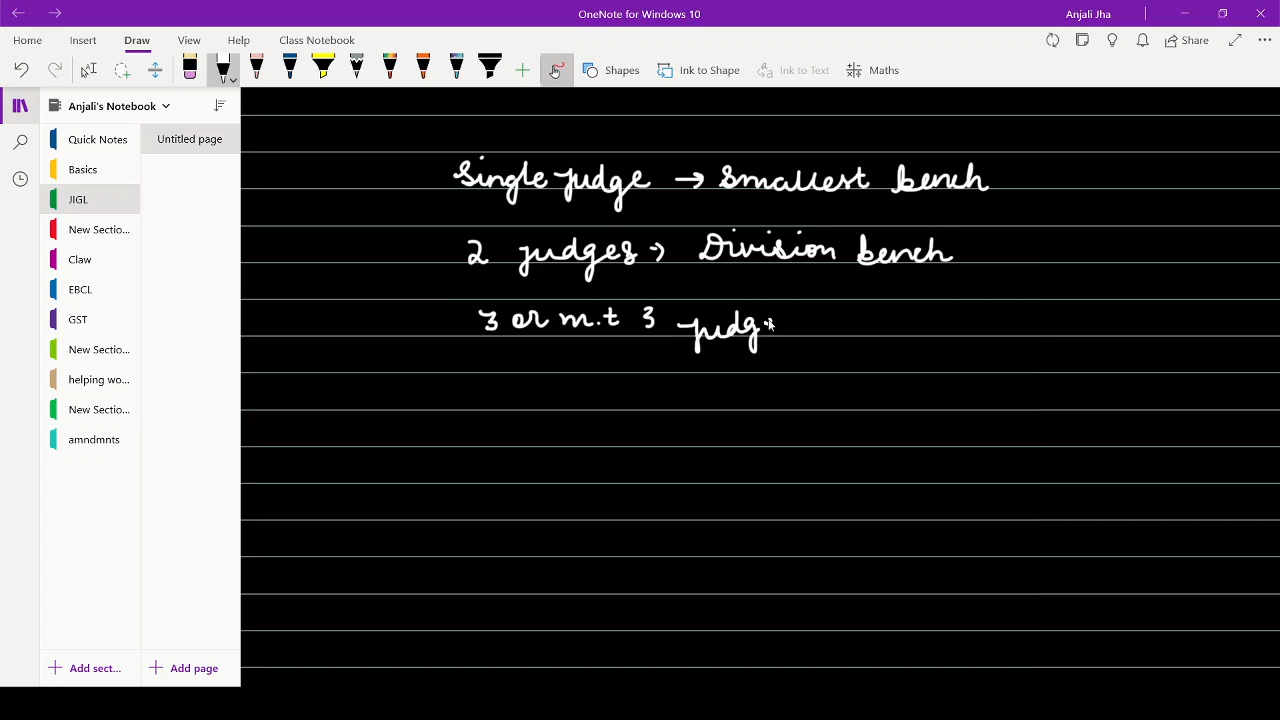 OneNote for Windows 10
Anjali Jha
Home Insert Draw View Help Class Notebook
Share
Shapes Ink to Shape Ink to Text Maths
Anjali's Notebook
Quick Notes
Untitled page
Basics
JIGL
New Sectio...
Claw
EBCL
GST
New Sectio...
helping wo...
New Sectio...
amndmnts
Single judge → Smallest bench
2 judges → Division bench
3 or m.t 3 judg
Add sect...
Add page